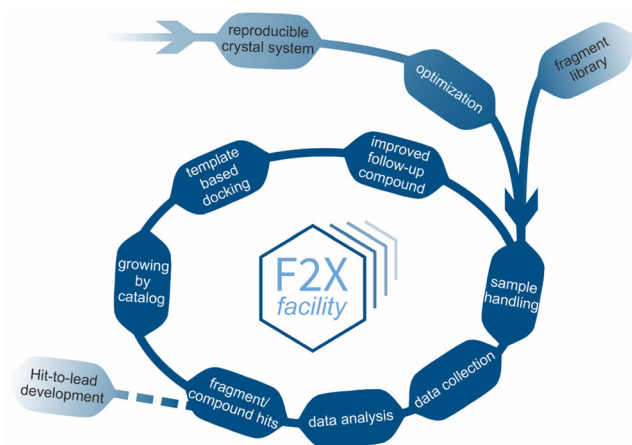 reproducible
crystal system
optimization
fragment
library
template
based
docking
improved
follow-up
compound
growing
by
catalog
F2X
facility
sample
handling
Hit-to-lead
development
fragment/
compound hits
data analysis
data collection